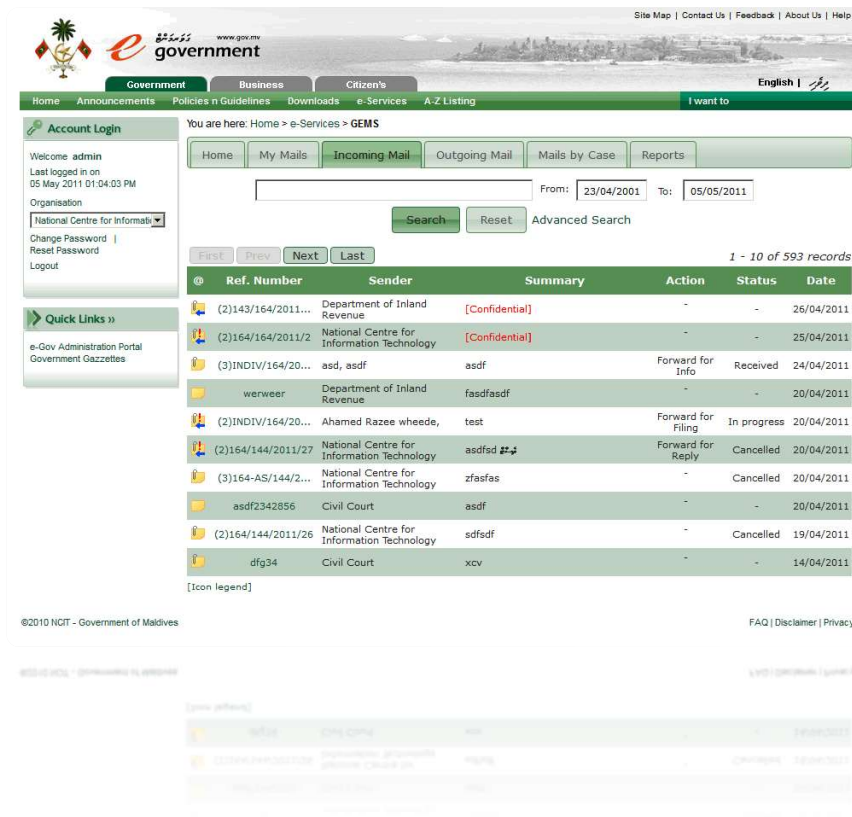 Site Map | Contact Us | Feedback | About Us | Help
www.gov.mv
government
Government Business Citizen's
English | ދިވެހި
Home Announcements Policies n Guidelines Downloads e-Services A-Z Listing I want to
Account Login
You are here: Home > e-Services > GEMS
Welcome admin
Last logged in on
05 May 2011 01:04:03 PM
Organisation
National Centre for Informati
Change Password |
Reset Password
Logout
Quick Links »
e-Gov Administration Portal
Government Gazzettes
Home My Mails Incoming Mail Outgoing Mail Mails by Case Reports
From: 23/04/2001 To: 05/05/2011
Search Reset Advanced Search
First Prev Next Last 1 - 10 of 593 records
@ Ref. Number Sender Summary Action Status Date
(2)143/164/2011... Department of Inland Revenue [Confidential] - - 26/04/2011
(2)164/164/2011/2 National Centre for Information Technology [Confidential] - - 25/04/2011
(3)INDIV/164/20... asd, asdf asdf Forward for Info Received 24/04/2011
werweer Department of Inland Revenue fasdfasdf - - 20/04/2011
(2)INDIV/164/20... Ahamed Razee wheede, test Forward for Filing In progress 20/04/2011
(2)164/144/2011/27 National Centre for Information Technology asdfsd Forward for Reply Cancelled 20/04/2011
(3)164-AS/144/2... National Centre for Information Technology zfasfas - Cancelled 20/04/2011
asdf2342856 Civil Court asdf - - 20/04/2011
(2)164/144/2011/26 National Centre for Information Technology sdfsdf - Cancelled 19/04/2011
dfg34 Civil Court xcv - - 14/04/2011
[Icon legend]
©2010 NCIT - Government of Maldives FAQ | Disclaimer | Privacy